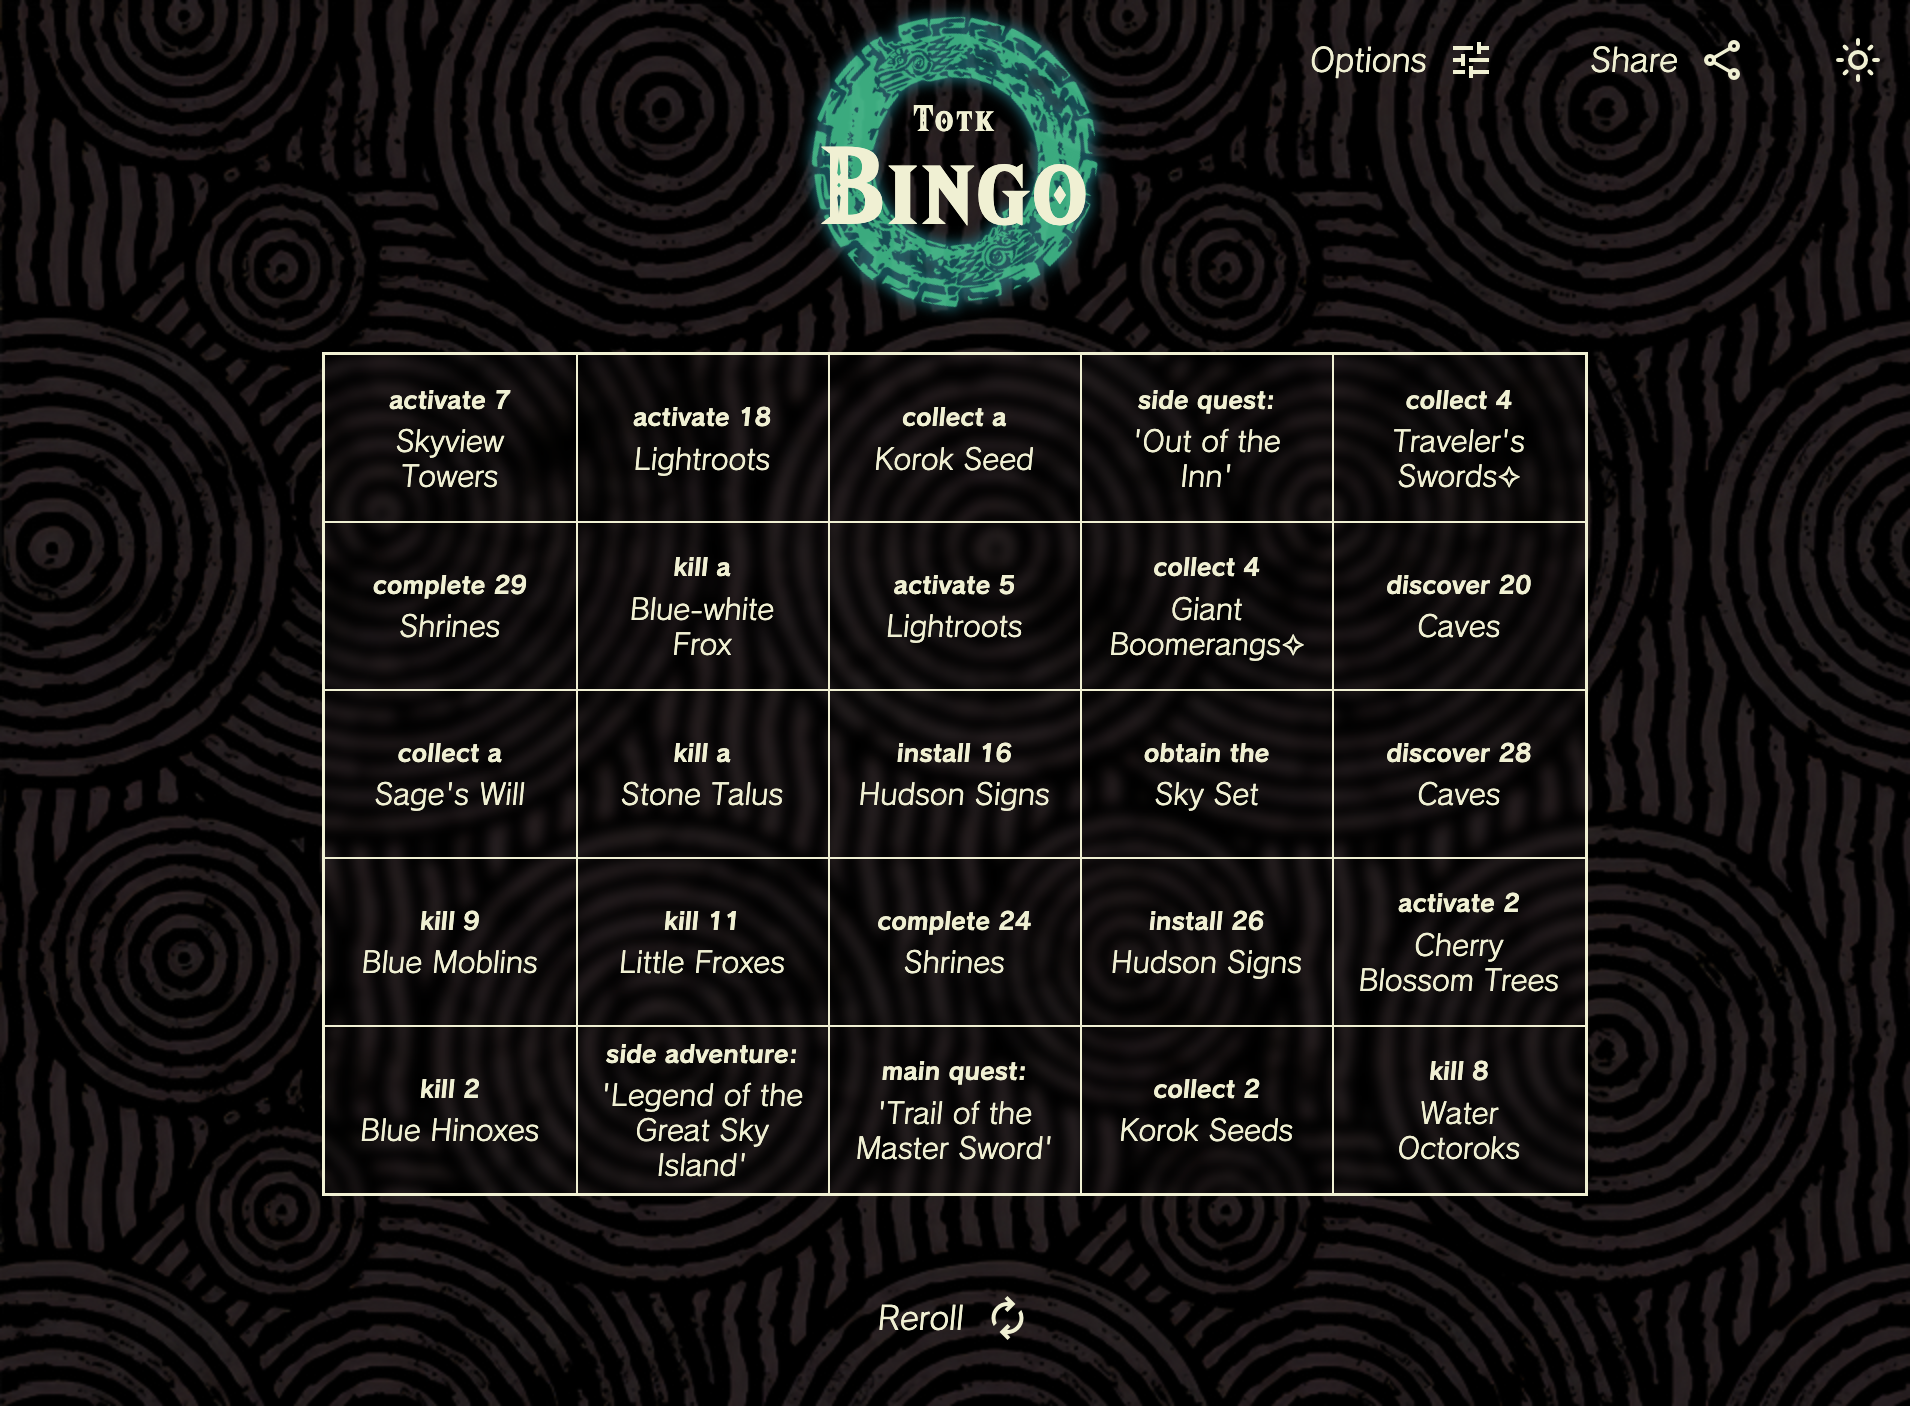 Options
Share
Totk
Bingo
activate 7
Skyview
Towers
activate 18
Lightroots
collect a
Korok Seed
side quest:
'Out of the
Inn'
collect 4
Traveler's
Swords✧
complete 29
Shrines
kill a
Blue-white
Frox
activate 5
Lightroots
collect 4
Giant
Boomerangs✧
discover 20
Caves
collect a
Sage's Will
kill a
Stone Talus
install 16
Hudson Signs
obtain the
Sky Set
discover 28
Caves
kill 9
Blue Moblins
kill 11
Little Froxes
complete 24
Shrines
install 26
Hudson Signs
activate 2
Cherry
Blossom Trees
kill 2
Blue Hinoxes
side adventure:
'Legend of the
Great Sky
Island'
main quest:
'Trail of the
Master Sword'
collect 2
Korok Seeds
kill 8
Water
Octoroks
Reroll